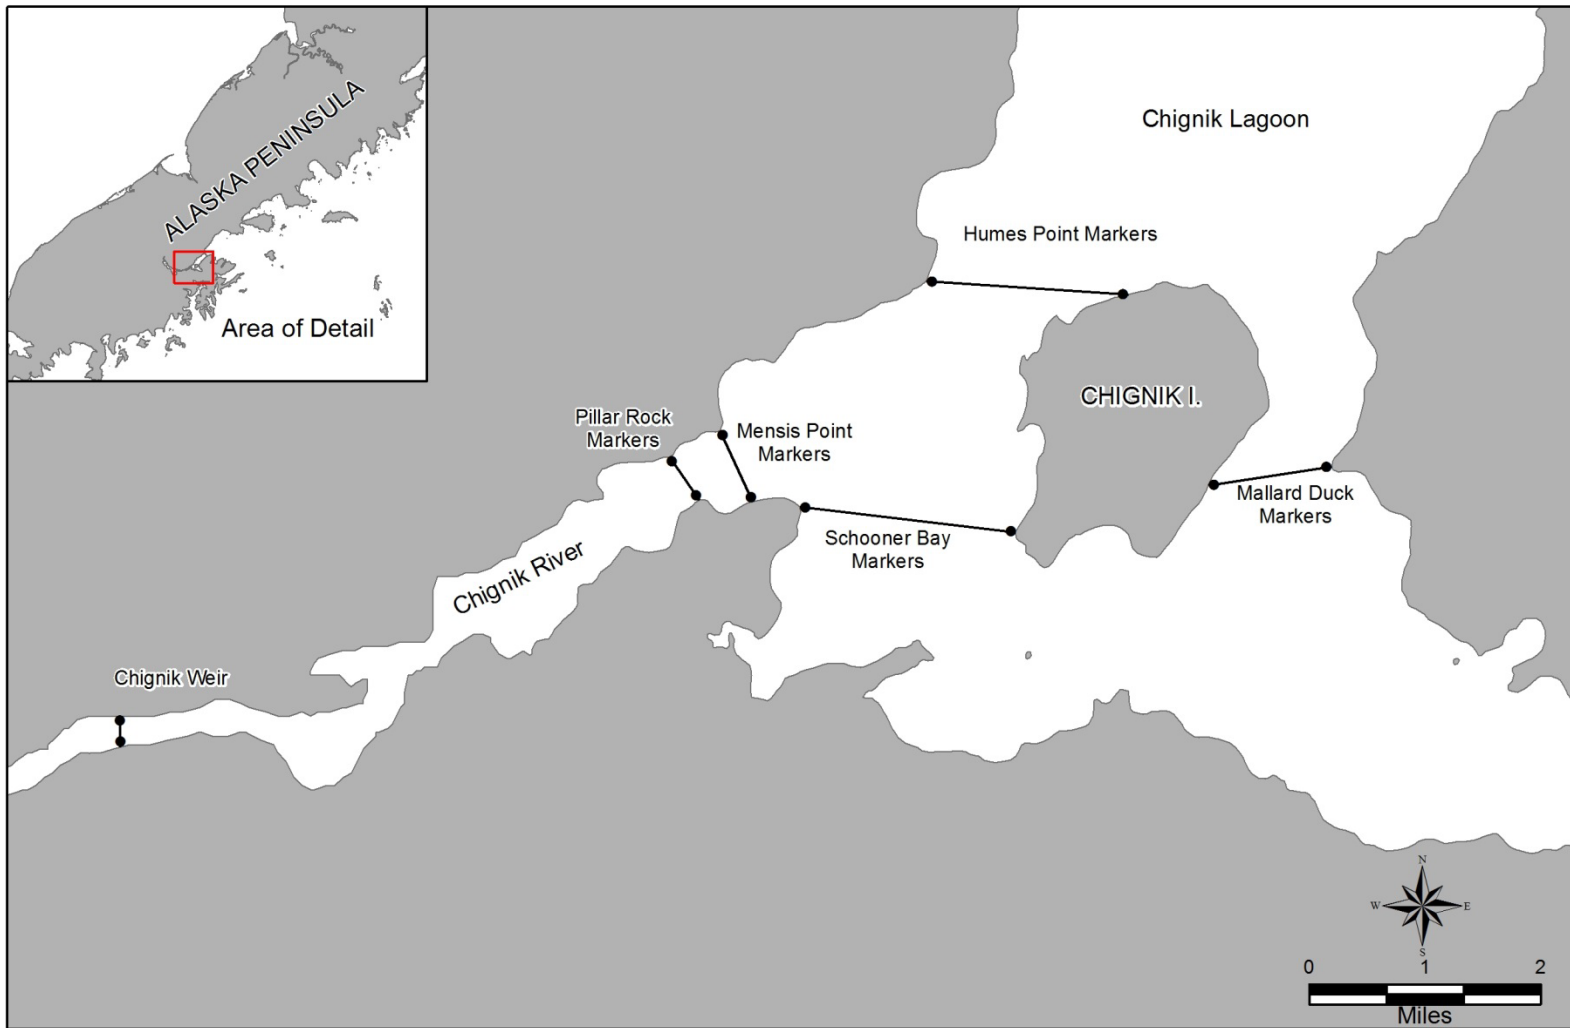 ALASKA PENINSULA
Area of Detail
Chignik Lagoon
Humes Point Markers
CHIGNIK I.
Pillar Rock
Markers
Mensis Point
Markers
Mallard Duck
Markers
Schooner Bay
Markers
Chignik River
Chignik Weir
N
W
E
S
0 1 2
Miles